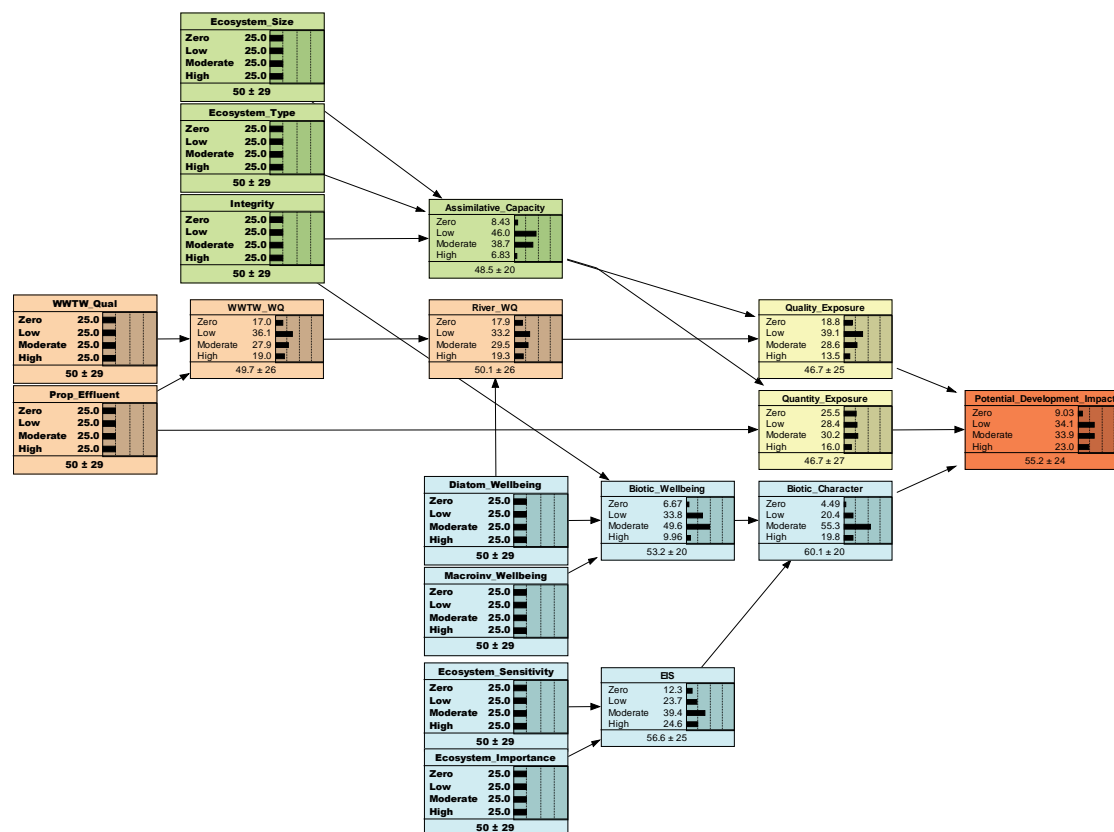 Ecosystem_Size
Zero 25.0
Low 25.0
Moderate 25.0
High 25.0
50 ± 29
Ecosystem_Type
Zero 25.0
Low 25.0
Moderate 25.0
High 25.0
50 ± 29
Integrity
Zero 25.0
Low 25.0
Moderate 25.0
High 25.0
50 ± 29
Assimilative_Capacity
Zero 8.43
Low 46.0
Moderate 38.7
High 6.83
48.5 ± 20
WWTW_Qual
Zero 25.0
Low 25.0
Moderate 25.0
High 25.0
50 ± 29
WWTW_WQ
Zero 17.0
Low 36.1
Moderate 27.9
High 19.0
49.7 ± 26
River_WQ
Zero 17.9
Low 33.2
Moderate 29.5
High 19.3
50.1 ± 26
Quality_Exposure
Zero 18.8
Low 39.1
Moderate 28.6
High 13.5
46.7 ± 25
Prop_Effluent
Zero 25.0
Low 25.0
Moderate 25.0
High 25.0
50 ± 29
Quantity_Exposure
Zero 25.5
Low 28.4
Moderate 30.2
High 16.0
46.7 ± 27
Potential_Development_Impact
Zero 9.03
Low 34.1
Moderate 33.9
High 23.0
55.2 ± 24
Diatom_Wellbeing
Zero 25.0
Low 25.0
Moderate 25.0
High 25.0
50 ± 29
Biotic_Wellbeing
Zero 6.67
Low 33.8
Moderate 49.6
High 9.96
53.2 ± 20
Biotic_Character
Zero 4.49
Low 20.4
Moderate 55.3
High 19.8
60.1 ± 20
Macroinv_Wellbeing
Zero 25.0
Low 25.0
Moderate 25.0
High 25.0
50 ± 29
Ecosystem_Sensitivity
Zero 25.0
Low 25.0
Moderate 25.0
High 25.0
50 ± 29
EIS
Zero 12.3
Low 23.7
Moderate 39.4
High 24.6
56.6 ± 25
Ecosystem_Importance
Zero 25.0
Low 25.0
Moderate 25.0
High 25.0
50 ± 29